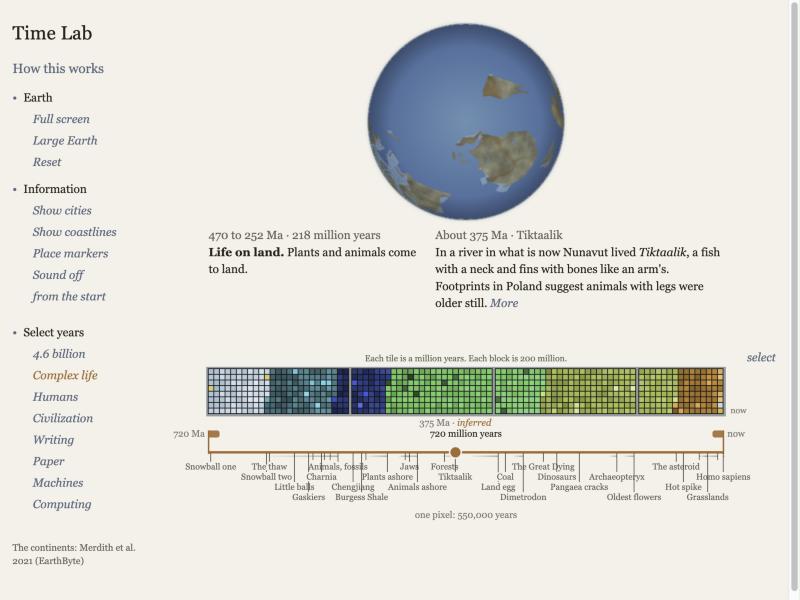 Time Lab
How this works
• Earth
Full screen
Large Earth
Reset
• Information
Show cities
Show coastlines
Place markers
Sound off
from the start
• Select years
4.6 billion
Complex life
Humans
Civilization
Writing
Paper
Machines
Computing
The continents: Merdith et al.
2021 (EarthByte)
470 to 252 Ma · 218 million years
Life on land. Plants and animals come
to land.
About 375 Ma · Tiktaalik
In a river in what is now Nunavut lived Tiktaalik, a fish
with a neck and fins with bones like an arm's.
Footprints in Poland suggest animals with legs were
older still. More
Each tile is a million years. Each block is 200 million.
select
now
375 Ma · inferred
720 Ma
720 million years
now
Snowball one The thaw Animals, fossils Jaws Forests The Great Dying The asteroid
Snowball two Charnia Plants ashore Tiktaalik Coal Dinosaurs Archaeopteryx Homo sapiens
Little balls Chengjiang Animals ashore Land egg Pangaea cracks Hot spike
Gaskiers Burgess Shale Dimetrodon Oldest flowers Grasslands
one pixel: 550,000 years